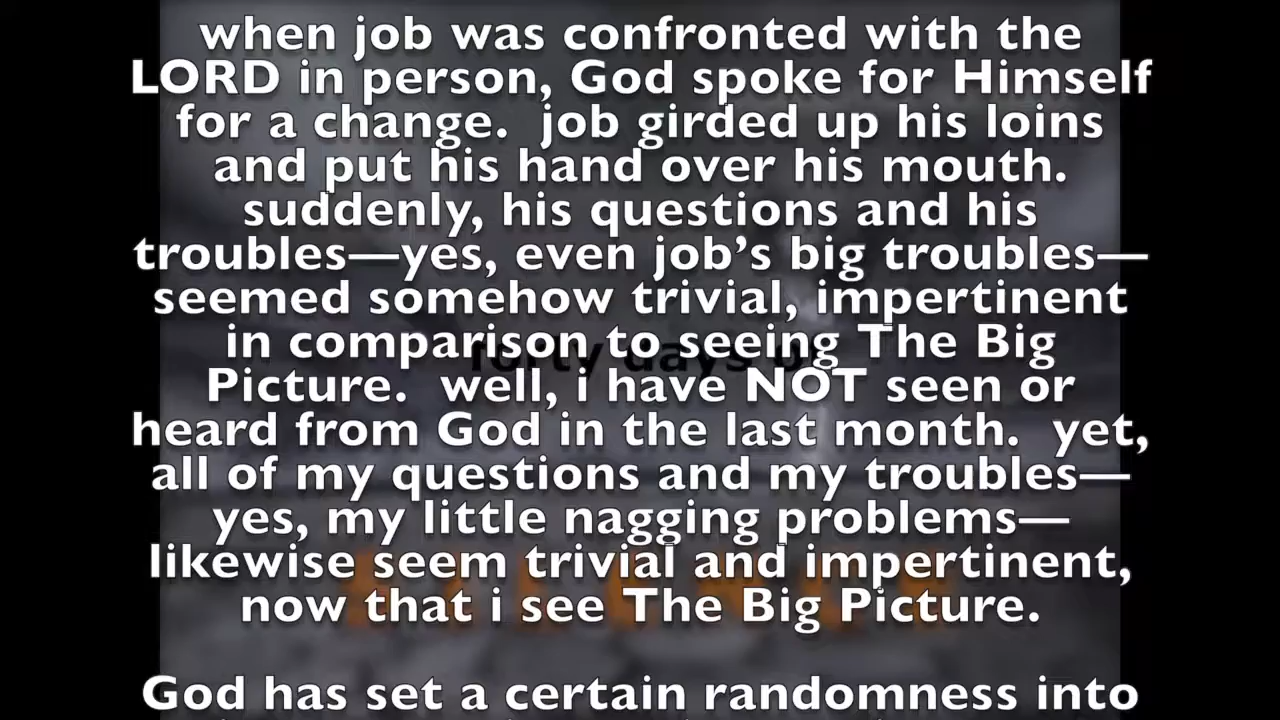 when job was confronted with the
LORD in person, God spoke for Himself
for a change.  job girded up his loins
and put his hand over his mouth.
suddenly, his questions and his
troubles—yes, even job’s big troubles—
seemed somehow trivial, impertinent
in comparison to seeing The Big
Picture.  well, i have NOT seen or
heard from God in the last month.  yet,
all of my questions and my troubles—
yes, my little nagging problems—
likewise seem trivial and impertinent,
now that i see The Big Picture.
God has set a certain randomness into
forty days of